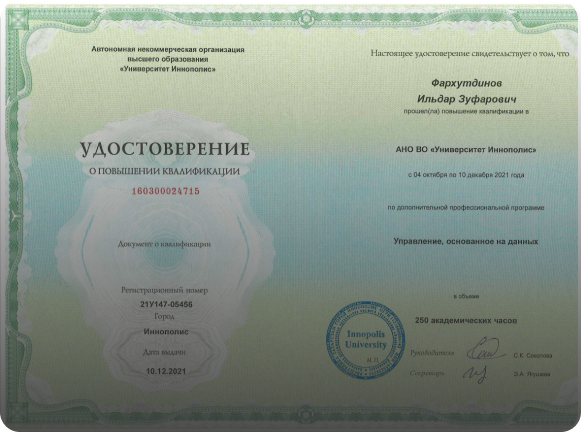 Автономная некоммерческая организация
высшего образования
«Университет Иннополис»
УДОСТОВЕРЕНИЕ
О ПОВЫШЕНИИ КВАЛИФИКАЦИИ
160300024715
Документ о квалификации
Регистрационный номер
21У147-05456
Город
Иннополис
Дата выдачи
10.12.2021
Настоящее удостоверение свидетельствует о том, что
Фархутдинов
Ильдар Зуфарович
прошел(ла) повышение квалификации в
АНО ВО «Университет Иннополис»
с 04 октября по 10 декабря 2021 года
по дополнительной профессиональной программе
Управление, основанное на данных
в объеме
250 академических часов
Innopolis
University
М.П.
Руководитель
Секретарь